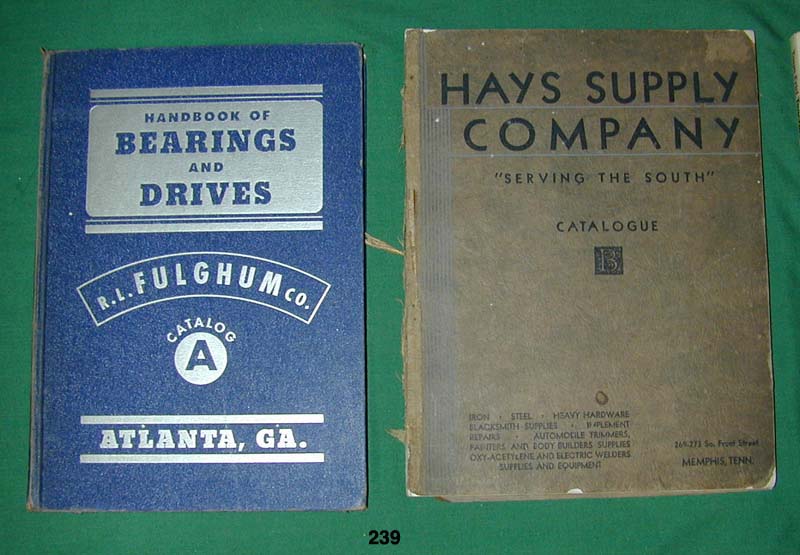 HANDBOOK OF
BEARINGS
AND
DRIVES
R.L. FULGHUM CO.
CATALOG
A
ATLANTA, GA.
HAYS SUPPLY
COMPANY
"SERVING THE SOUTH"
CATALOGUE
B
IRON · STEEL · HEAVY HARDWARE
BLACKSMITH SUPPLIES · IMPLEMENT
REPAIRS · AUTOMOBILE TRIMMERS,
PAINTERS AND BODY BUILDERS SUPPLIES
OXY-ACETYLENE AND ELECTRIC WELDERS
SUPPLIES AND EQUIPMENT
269-273 So. Front Street
MEMPHIS, TENN.
239